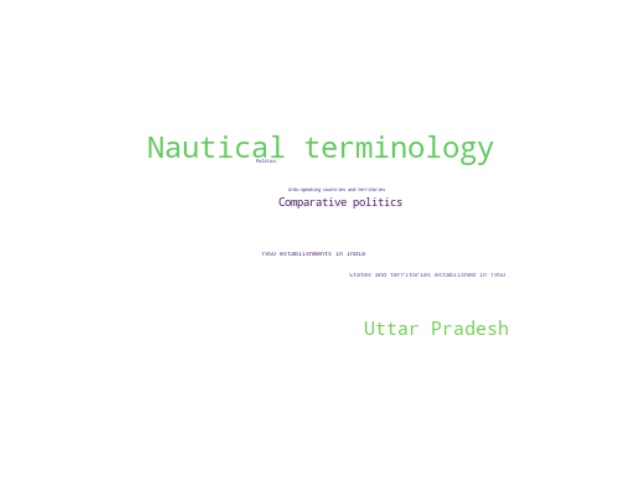 Nautical terminology
Politics
Urdu-speaking countries and territories
Comparative politics
1950 establishments in India
States and territories established in 1950
Uttar Pradesh